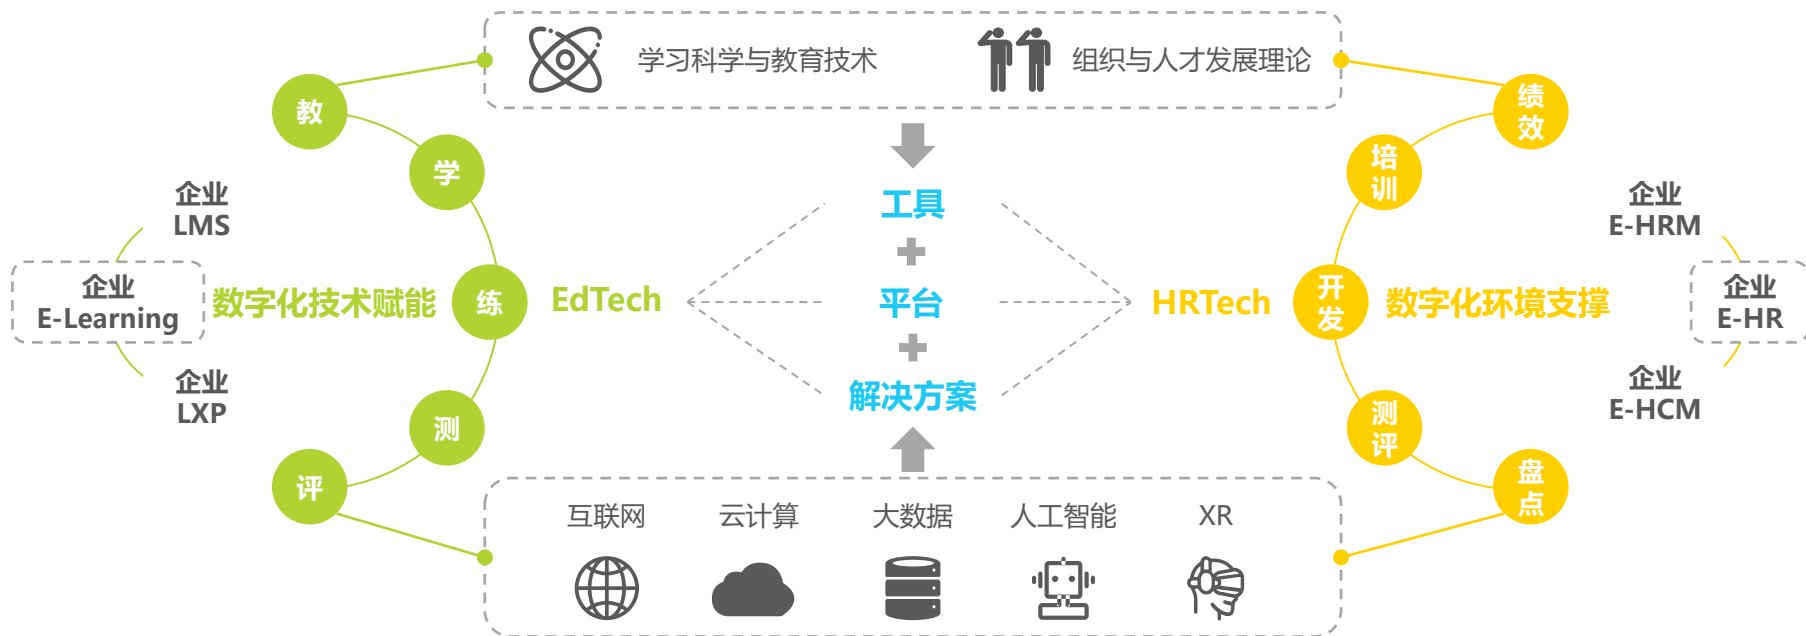 学习科学与教育技术
组织与人才发展理论
教
学
练
测
评
企业
LMS
企业
E-Learning
企业
LXP
数字化技术赋能
EdTech
工具
平台
解决方案
HRTech
绩
效
培
训
开
发
测
评
盘
点
数字化环境支撑
企业
E-HRM
企业
E-HR
企业
E-HCM
互联网
云计算
大数据
人工智能
XR